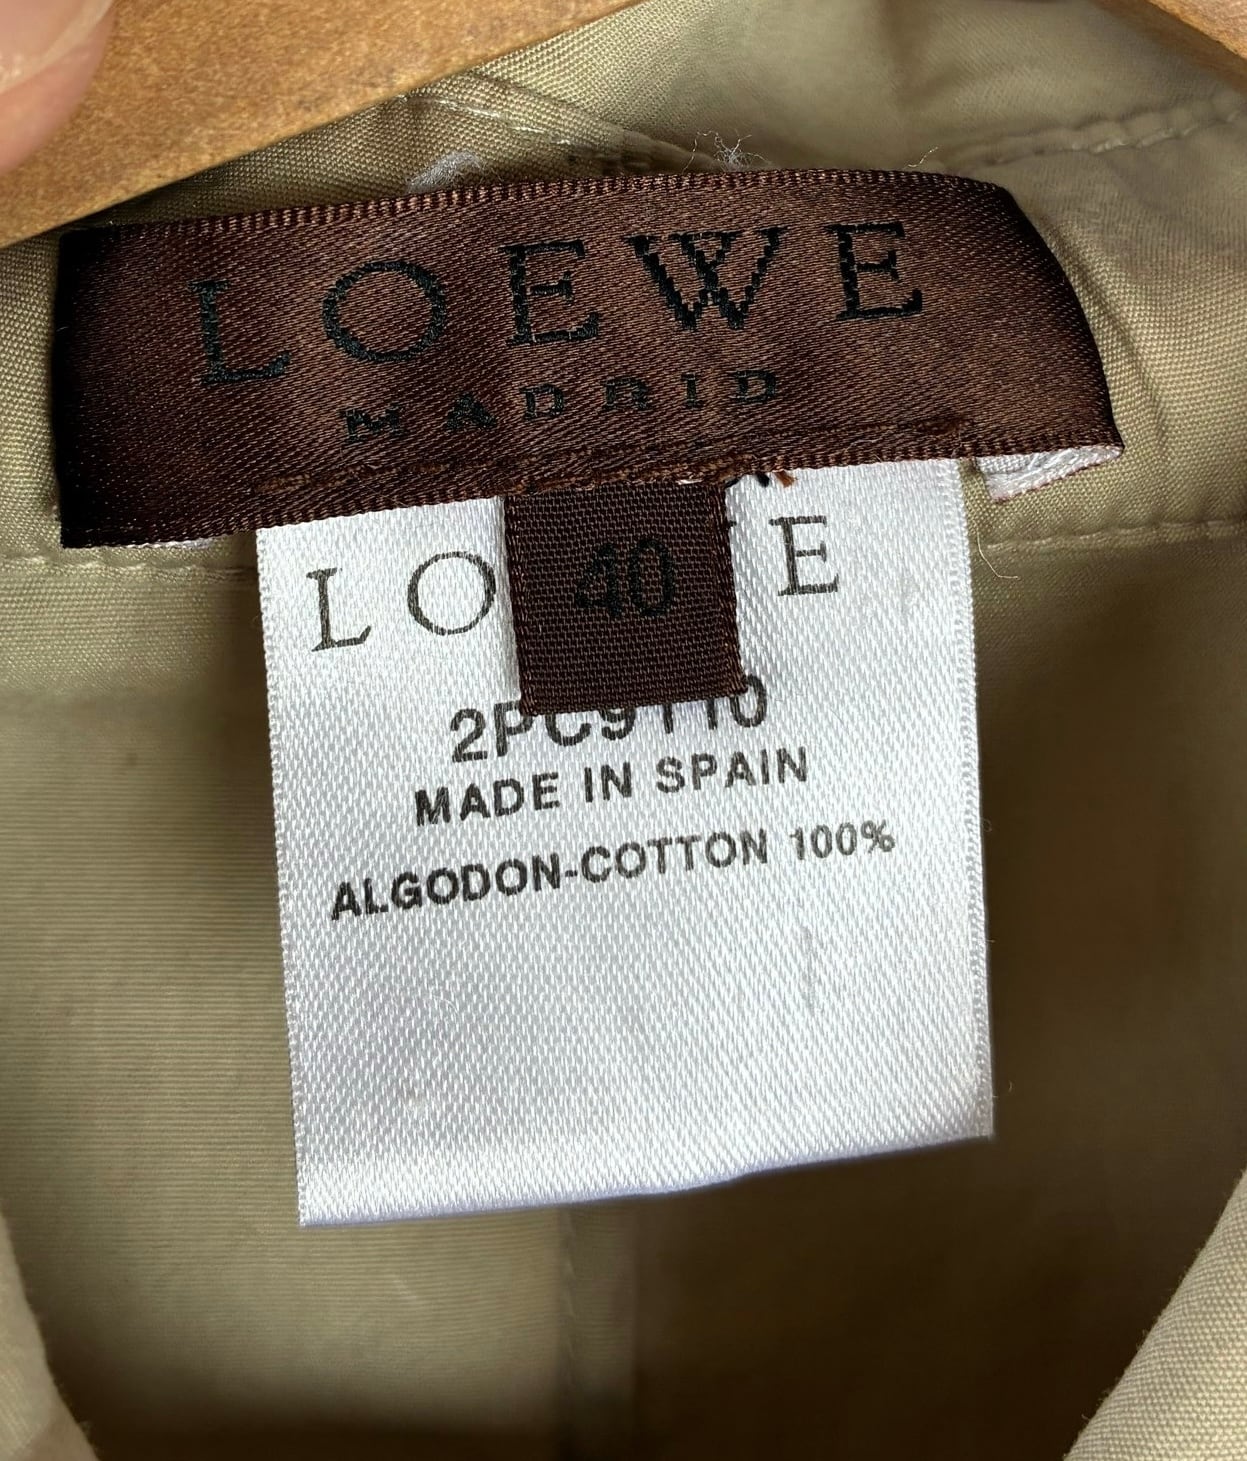 LOEWE
MADRID
40
LO E
2PC9110
MADE IN SPAIN
ALGODON-COTTON 100%